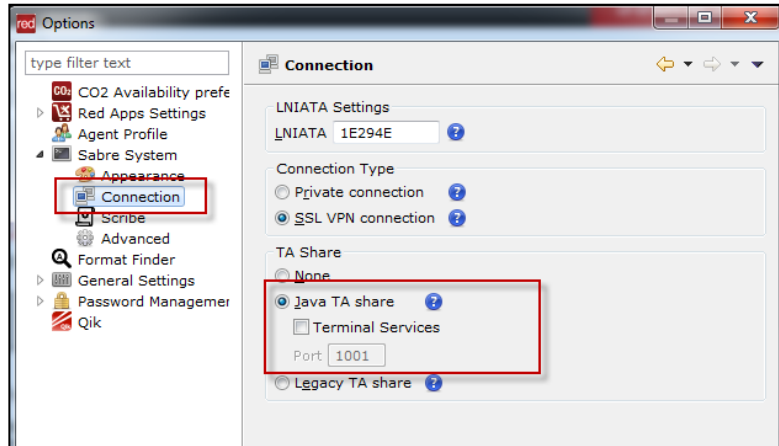 red Options
type filter text
CO2 CO2 Availability prefe
Red Apps Settings
Agent Profile
Sabre System
Appearance
Connection
Scribe
Advanced
Format Finder
General Settings
Password Managemer
Qik
Connection
LNIATA Settings
LNIATA 1E294E
Connection Type
Private connection
SSL VPN connection
TA Share
None
Java TA share
Terminal Services
Port 1001
Legacy TA share